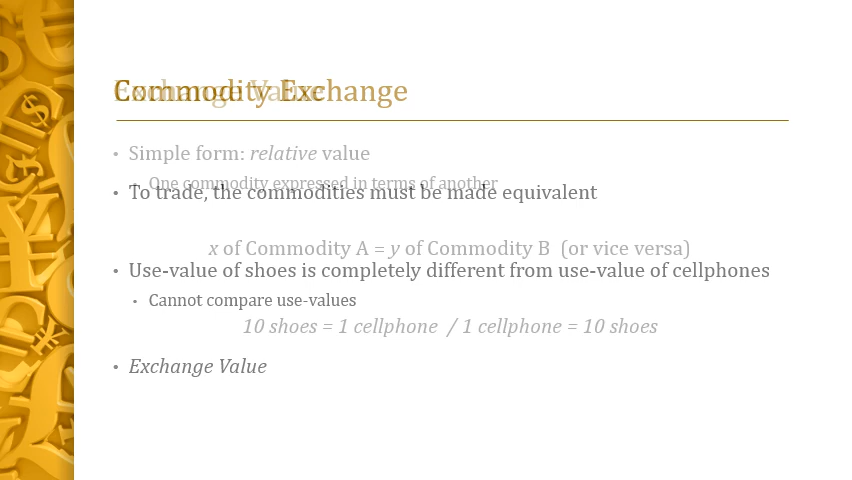 Commodity Exchange
Exchange Value
• Simple form: relative value
• One commodity expressed in terms of another
• To trade, the commodities must be made equivalent
x of Commodity A = y of Commodity B (or vice versa)
• Use-value of shoes is completely different from use-value of cellphones
• Cannot compare use-values
10 shoes = 1 cellphone / 1 cellphone = 10 shoes
• Exchange Value